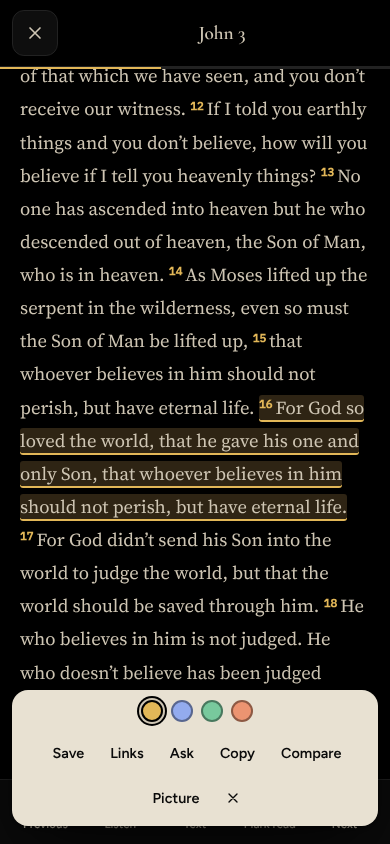 John 3
of that which we have seen, and you don’t
receive our witness. 12 If I told you earthly
things and you don’t believe, how will you
believe if I tell you heavenly things? 13 No
one has ascended into heaven but he who
descended out of heaven, the Son of Man,
who is in heaven. 14 As Moses lifted up the
serpent in the wilderness, even so must
the Son of Man be lifted up, 15 that
whoever believes in him should not
perish, but have eternal life. 16 For God so
loved the world, that he gave his one and
only Son, that whoever believes in him
should not perish, but have eternal life.
17 For God didn’t send his Son into the
world to judge the world, but that the
world should be saved through him. 18 He
who believes in him is not judged. He
who doesn’t believe has been judged
Save Links Ask Copy Compare
Picture ×